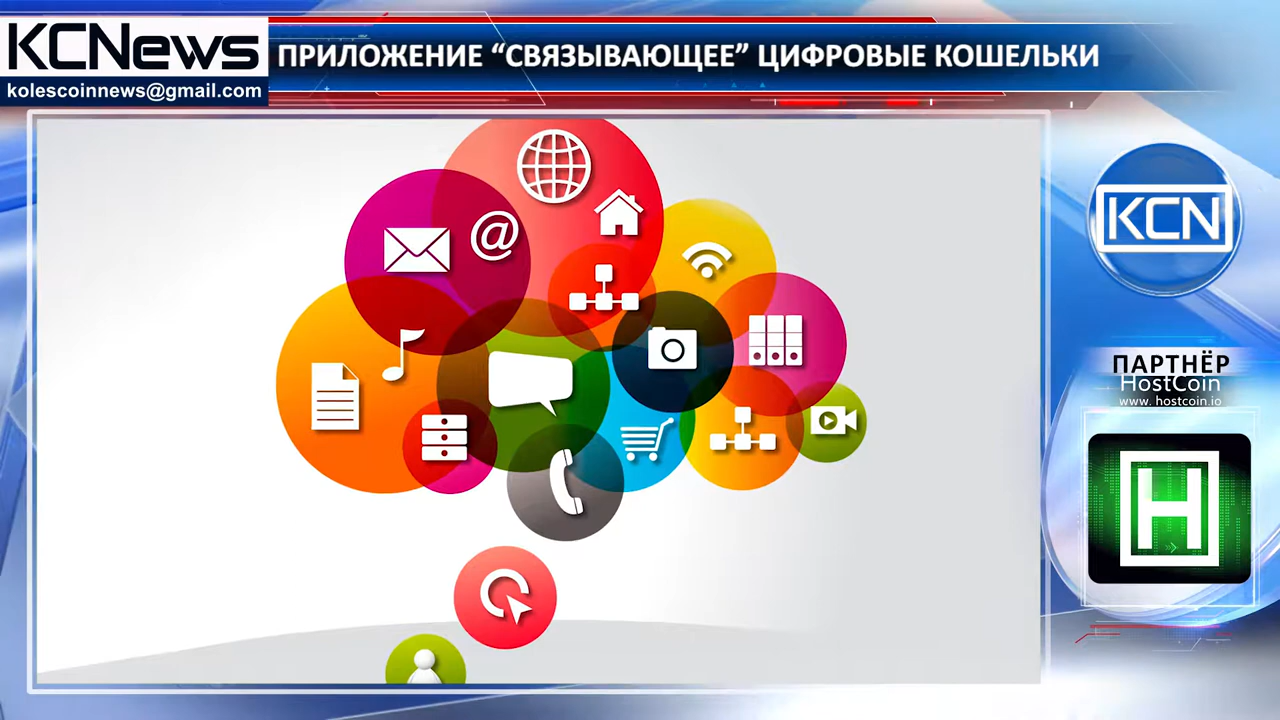 KCNews
kolescoinnews@gmail.com
ПРИЛОЖЕНИЕ “СВЯЗЫВАЮЩЕЕ” ЦИФРОВЫЕ КОШЕЛЬКИ
@
KCN
ПАРТНЁР
HostCoin
www. hostcoin.io
H